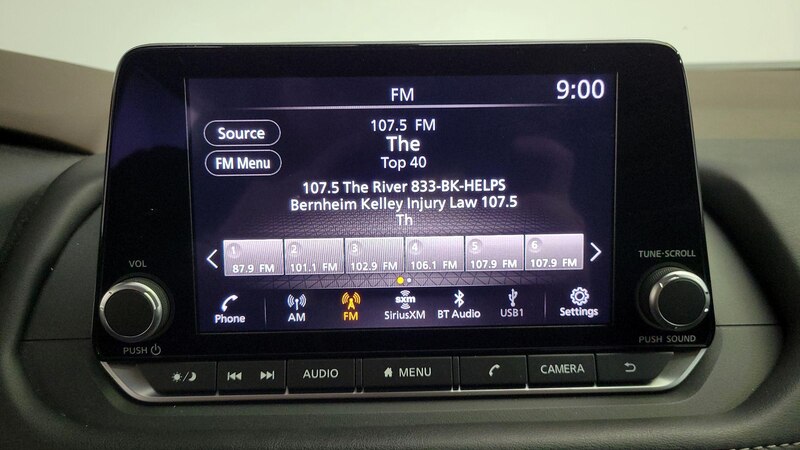 FM
9:00
Source
FM Menu
107.5 FM
The
Top 40
107.5 The River 833-BK-HELPS
Bernheim Kelley Injury Law 107.5
Th
1 2 3 4 5 6
87.9 FM 101.1 FM 102.9 FM 106.1 FM 107.9 FM 107.9 FM
Phone AM FM SiriusXM BT Audio USB1 Settings
sxm
VOL
PUSH
TUNE·SCROLL
PUSH SOUND
AUDIO MENU CAMERA